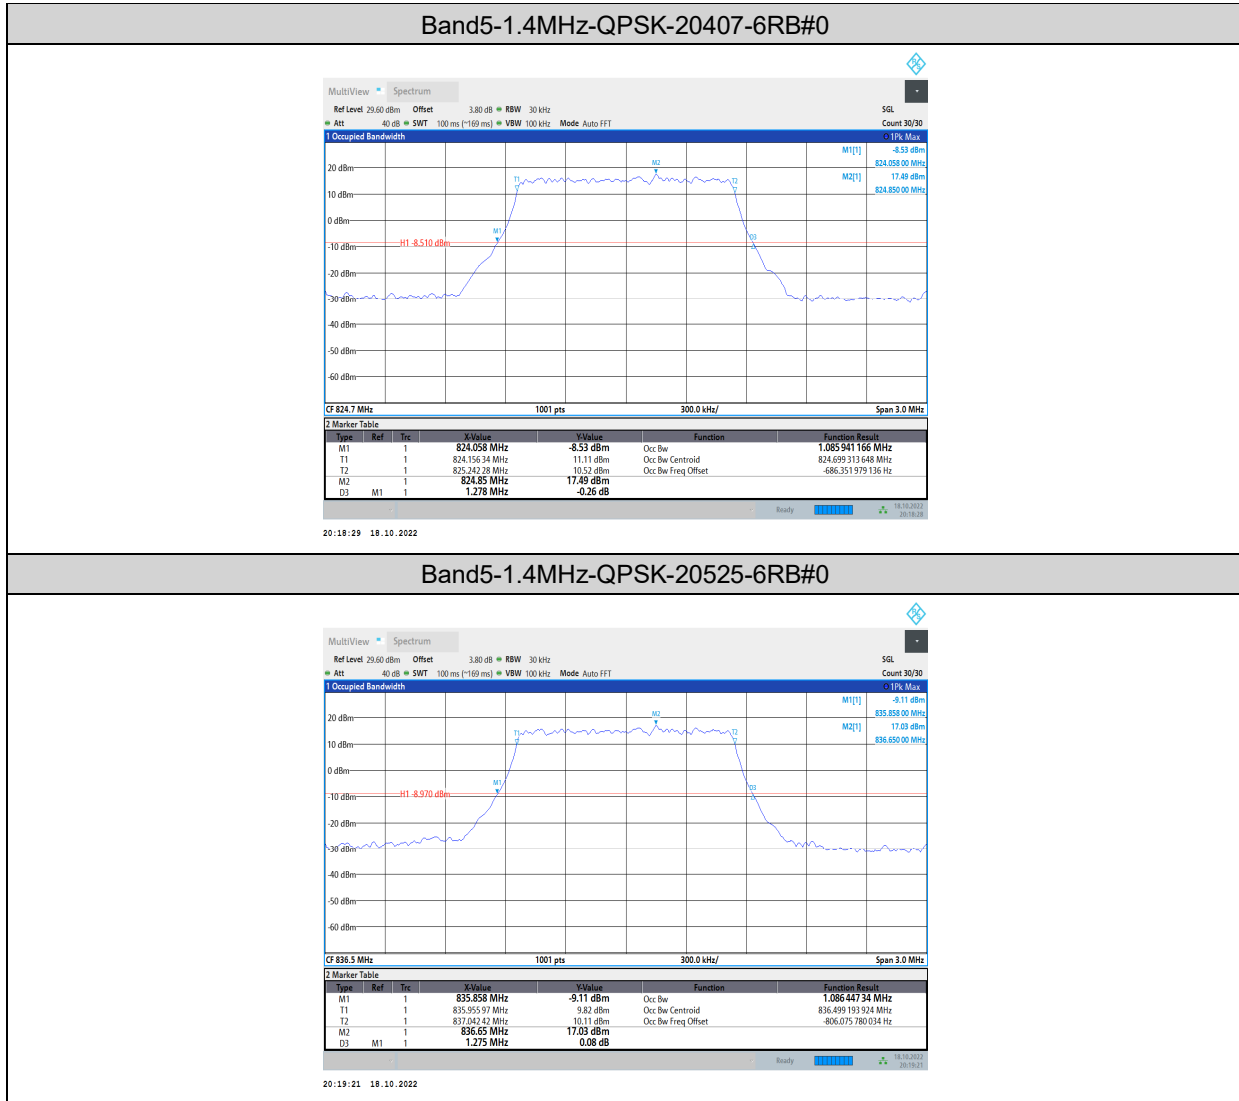 Band5-1.4MHz-QPSK-20407-6RB#0
MultiView Spectrum
Ref Level 29.60 dBm Offset 3.80 dB RBW 30 kHz SGL
Att 40 dB SWT 100 ms (~169 ms) VBW 100 kHz Mode Auto FFT Count 30/30
1 Occupied Bandwidth 1Pk Max
M1[1] -8.53 dBm
824.058 00 MHz
M2[1] 17.49 dBm
824.850 00 MHz
M2
20 dBm
T1
T2
10 dBm
0 dBm
M1
D3
H1 -8.510 dBm
-10 dBm
-20 dBm
-30 dBm
-40 dBm
-50 dBm
-60 dBm
CF 824.7 MHz 1001 pts 300.0 kHz/ Span 3.0 MHz
2 Marker Table
Type Ref Trc X-Value Y-Value Function Function Result
M1 1 824.058 MHz -8.53 dBm Occ Bw 1.085 941 166 MHz
T1 1 824.156 34 MHz 11.11 dBm Occ Bw Centroid 824.699 313 648 MHz
T2 1 825.242 28 MHz 10.52 dBm Occ Bw Freq Offset -686.351 979 136 Hz
M2 1 824.85 MHz 17.49 dBm
D3 M1 1 1.278 MHz -0.26 dB
Ready 18.10.2022
20:18:28
20:18:29 18.10.2022
Band5-1.4MHz-QPSK-20525-6RB#0
MultiView Spectrum
Ref Level 29.60 dBm Offset 3.80 dB RBW 30 kHz SGL
Att 40 dB SWT 100 ms (~169 ms) VBW 100 kHz Mode Auto FFT Count 30/30
1 Occupied Bandwidth 1Pk Max
M1[1] -9.11 dBm
835.858 00 MHz
M2[1] 17.03 dBm
836.650 00 MHz
M2
20 dBm
T1
T2
10 dBm
0 dBm
M1
D3
H1 -8.970 dBm
-10 dBm
-20 dBm
-30 dBm
-40 dBm
-50 dBm
-60 dBm
CF 836.5 MHz 1001 pts 300.0 kHz/ Span 3.0 MHz
2 Marker Table
Type Ref Trc X-Value Y-Value Function Function Result
M1 1 835.858 MHz -9.11 dBm Occ Bw 1.086 447 34 MHz
T1 1 835.955 97 MHz 9.82 dBm Occ Bw Centroid 836.499 193 924 MHz
T2 1 837.042 42 MHz 10.11 dBm Occ Bw Freq Offset -806.075 780 034 Hz
M2 1 836.65 MHz 17.03 dBm
D3 M1 1 1.275 MHz 0.08 dB
Ready 18.10.2022
20:19:21
20:19:21 18.10.2022